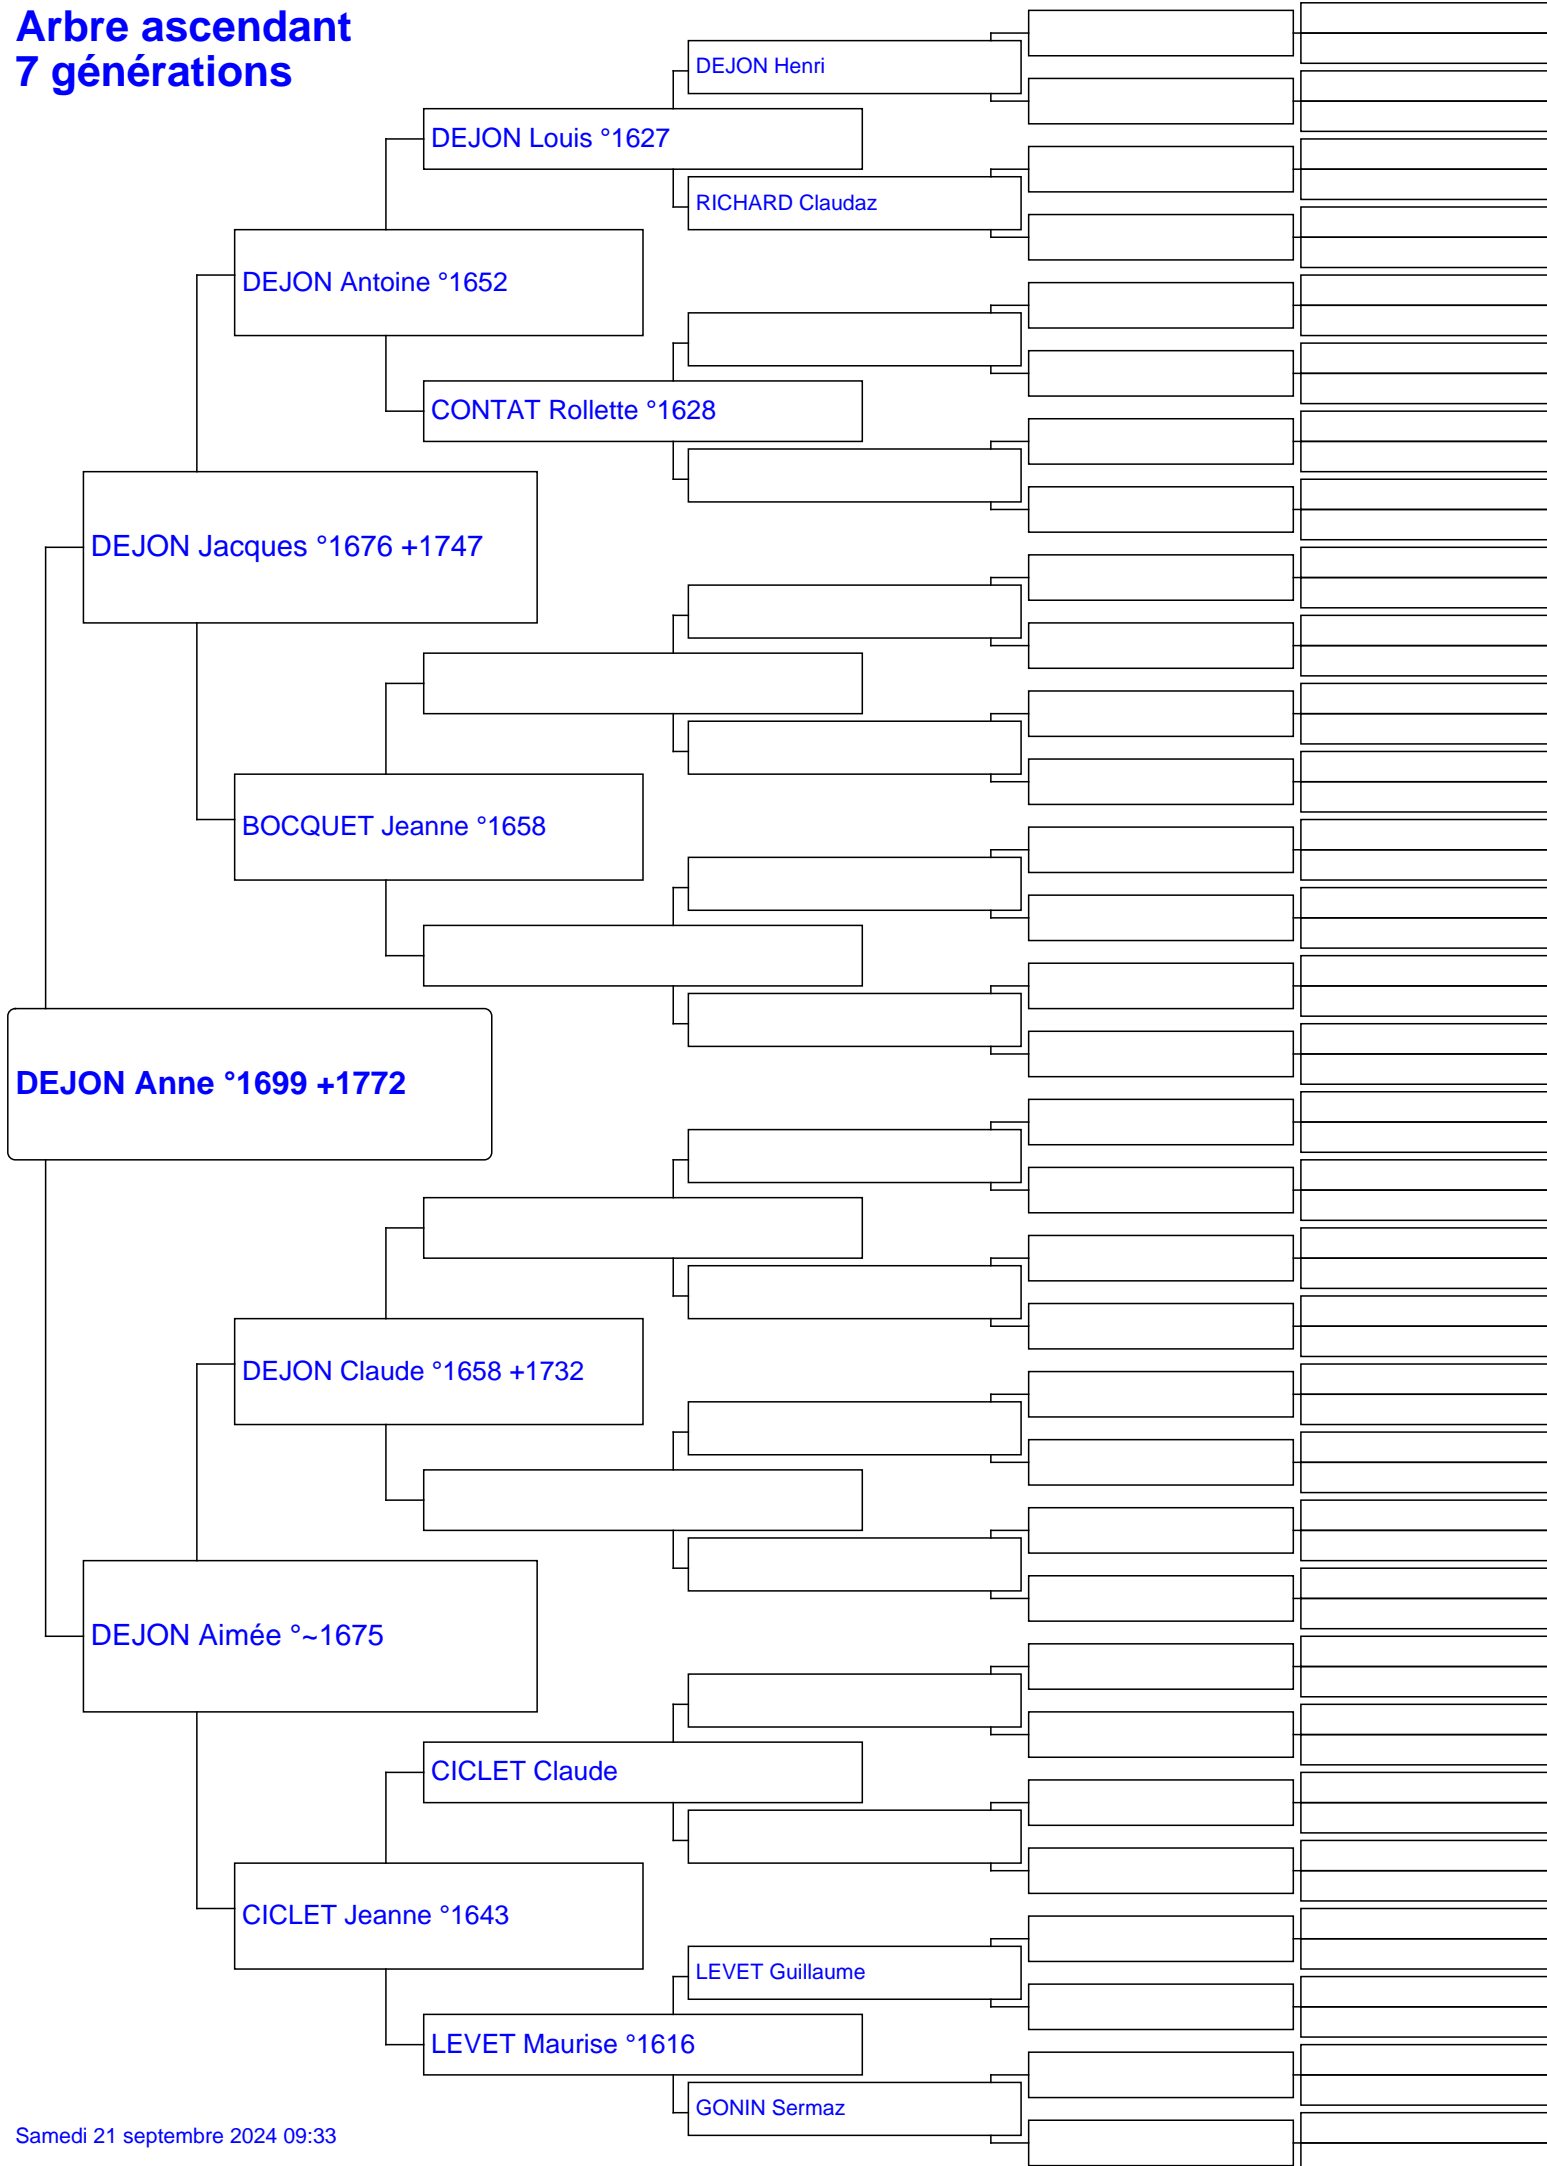 Arbre ascendant
7 générations
DEJON Henri
DEJON Louis °1627
RICHARD Claudaz
DEJON Antoine °1652
CONTAT Rollette °1628
DEJON Jacques °1676 +1747
BOCQUET Jeanne °1658
DEJON Anne °1699 +1772
DEJON Claude °1658 +1732
DEJON Aimée °~1675
CICLET Claude
CICLET Jeanne °1643
LEVET Guillaume
LEVET Maurise °1616
GONIN Sermaz
Samedi 21 septembre 2024 09:33